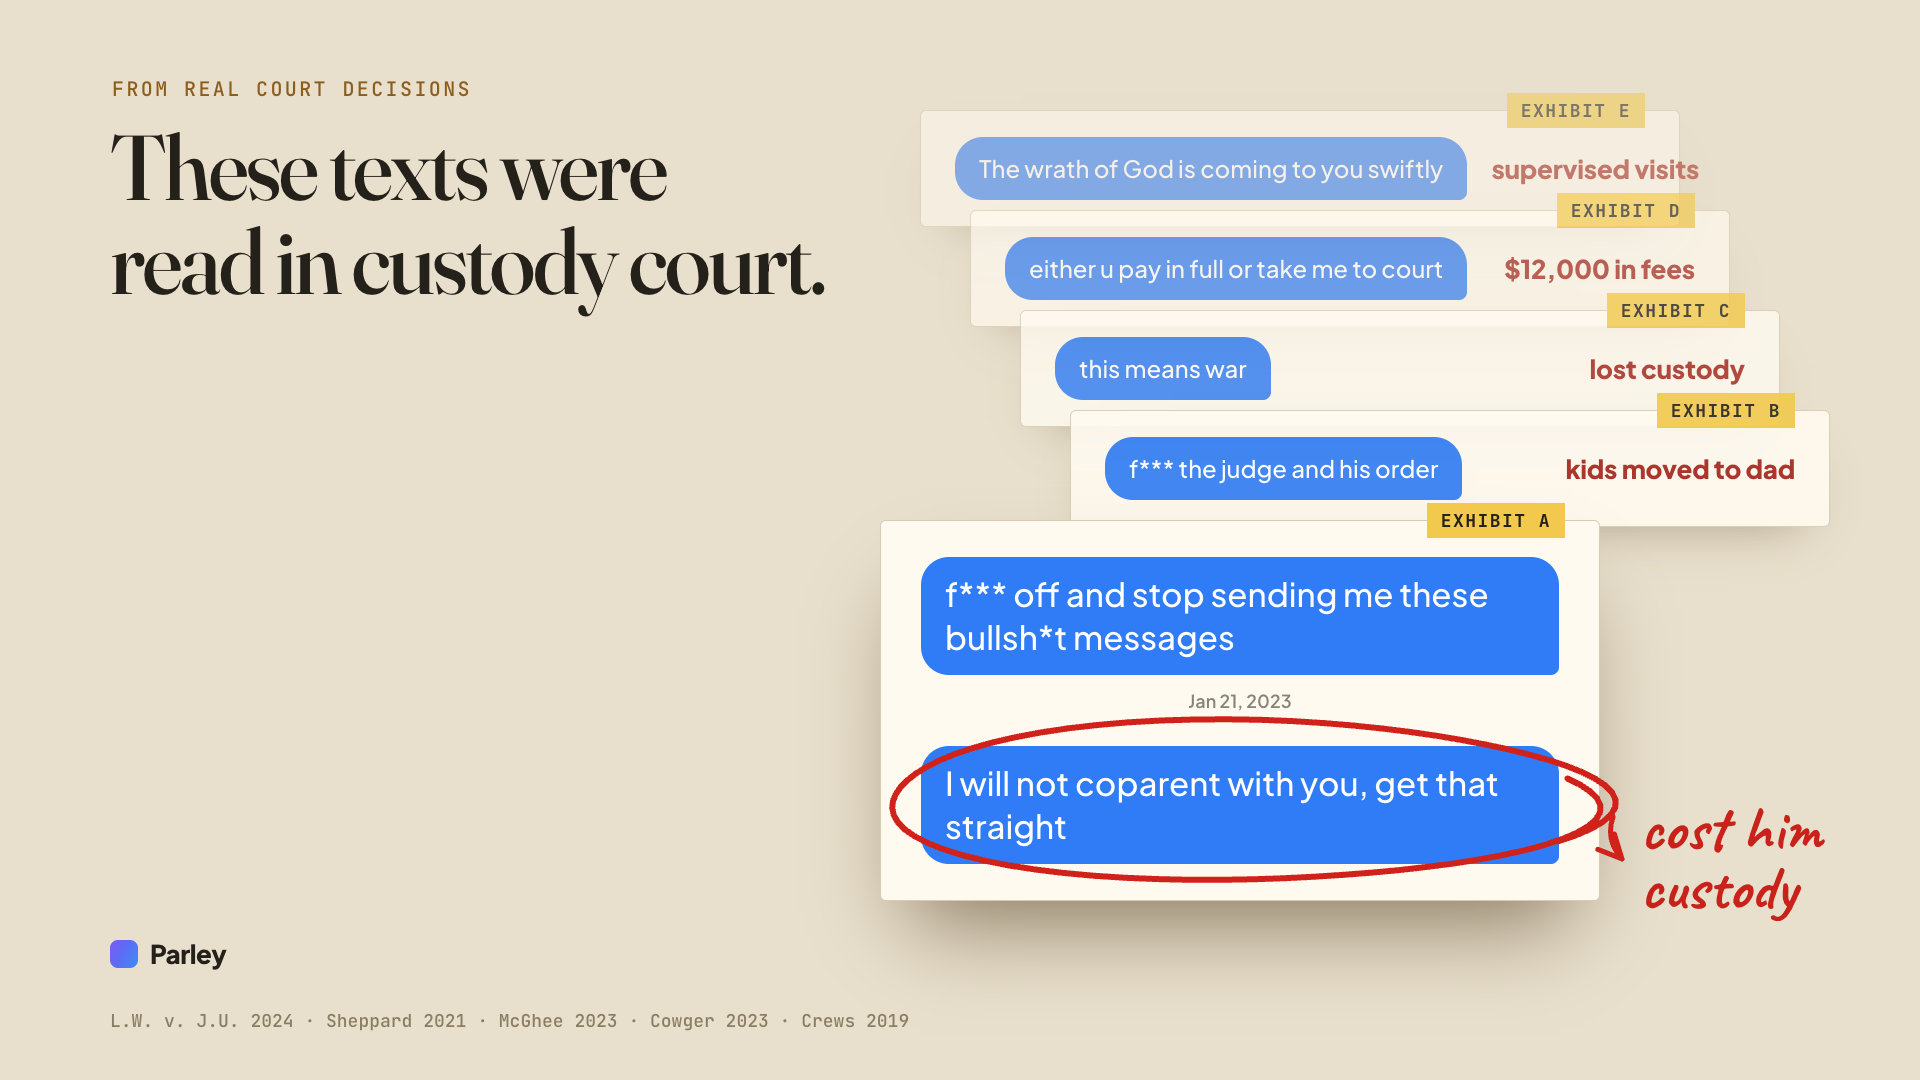 FROM REAL COURT DECISIONS
These texts were
read in custody court.
EXHIBIT E
The wrath of God is coming to you swiftly
supervised visits
EXHIBIT D
either u pay in full or take me to court
$12,000 in fees
EXHIBIT C
this means war
lost custody
EXHIBIT B
f*** the judge and his order
kids moved to dad
EXHIBIT A
f*** off and stop sending me these
bullsh*t messages
Jan 21, 2023
I will not coparent with you, get that
straight
cost him
custody
Parley
L.W. v. J.U. 2024 · Sheppard 2021 · McGhee 2023 · Cowger 2023 · Crews 2019